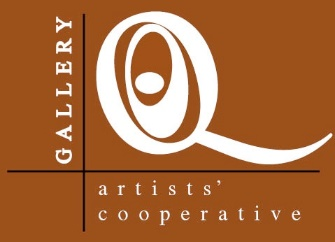 GALLERY
Q
artists'
cooperative